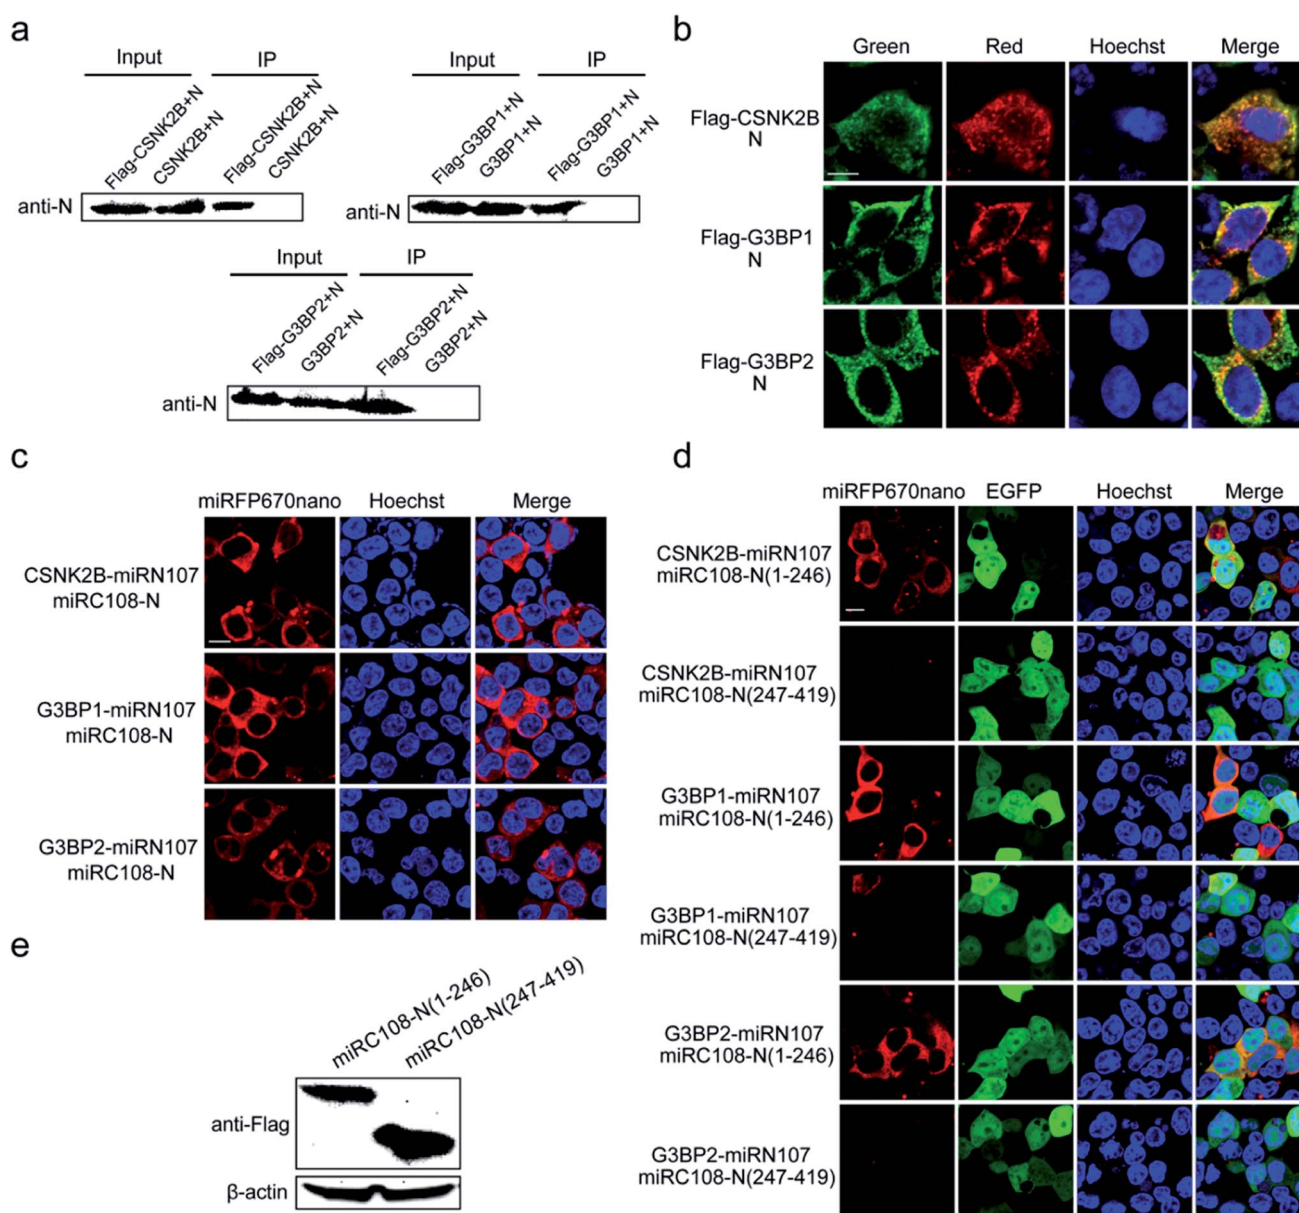 a
Input IP
Flag-CSNK2B+N
CSNK2B+N
Flag-CSNK2B+N
CSNK2B+N
anti-N
Input IP
Flag-G3BP1+N
G3BP1+N
Flag-G3BP1+N
G3BP1+N
anti-N
Input IP
Flag-G3BP2+N
G3BP2+N
Flag-G3BP2+N
G3BP2+N
anti-N
b
Green Red Hoechst Merge
Flag-CSNK2B
N
Flag-G3BP1
N
Flag-G3BP2
N
c
miRFP670nano Hoechst Merge
CSNK2B-miRN107
miRC108-N
G3BP1-miRN107
miRC108-N
G3BP2-miRN107
miRC108-N
d
miRFP670nano EGFP Hoechst Merge
CSNK2B-miRN107
miRC108-N(1-246)
CSNK2B-miRN107
miRC108-N(247-419)
G3BP1-miRN107
miRC108-N(1-246)
G3BP1-miRN107
miRC108-N(247-419)
G3BP2-miRN107
miRC108-N(1-246)
G3BP2-miRN107
miRC108-N(247-419)
e
miRC108-N(1-246)
miRC108-N(247-419)
anti-Flag
β-actin